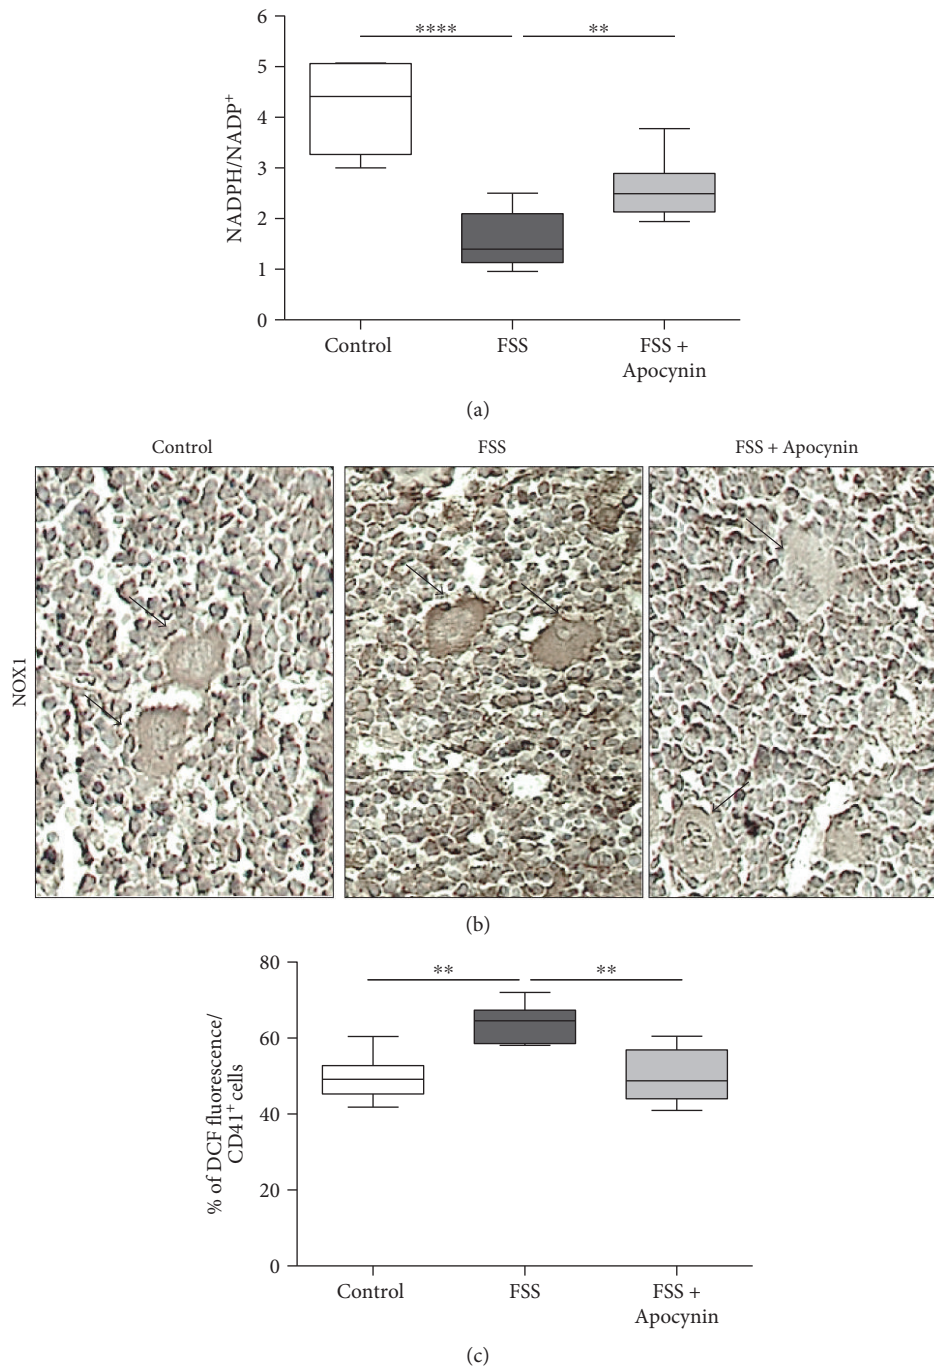 6
5
4
3
2
1
0
NADPH/NADP⁺
****
**
Control
FSS
FSS +
Apocynin
(a)
Control
FSS
FSS + Apocynin
NOX1
(b)
80
60
40
20
0
% of DCF fluorescence/
CD41⁺ cells
**
**
Control
FSS
FSS +
Apocynin
(c)